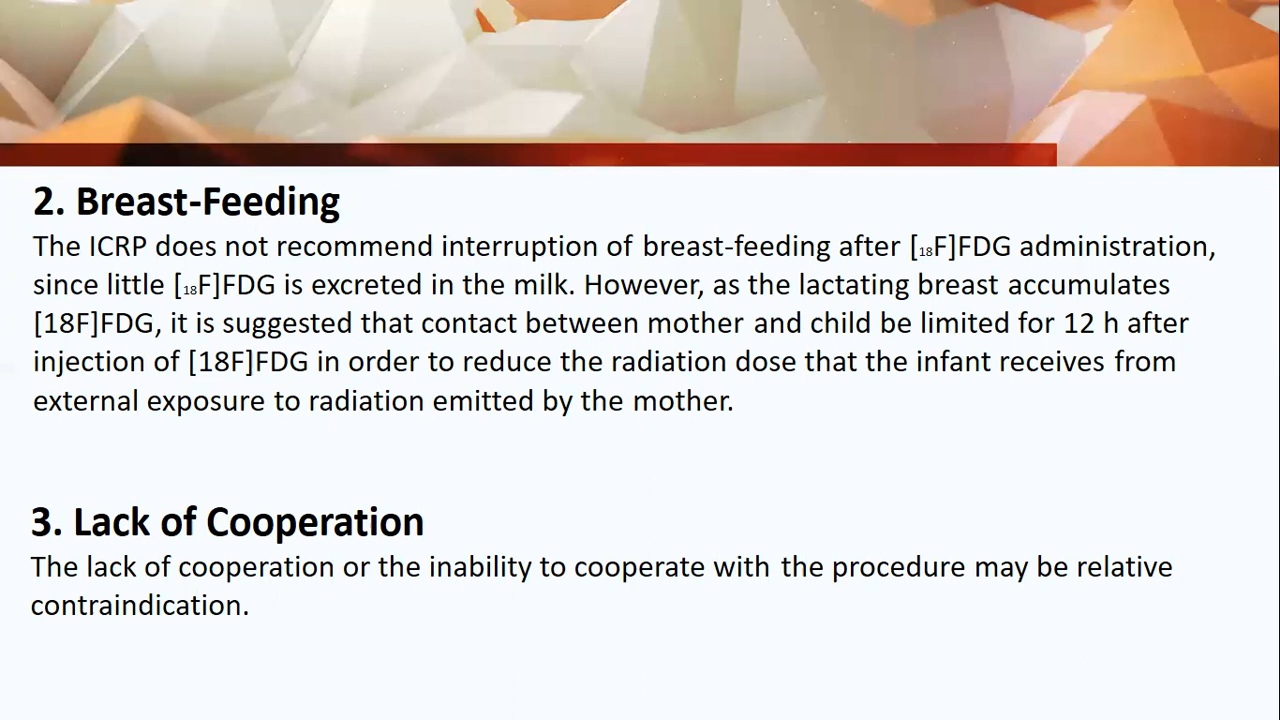 2. Breast-Feeding
The ICRP does not recommend interruption of breast-feeding after [18F]FDG administration,
since little [18F]FDG is excreted in the milk. However, as the lactating breast accumulates
[18F]FDG, it is suggested that contact between mother and child be limited for 12 h after
injection of [18F]FDG in order to reduce the radiation dose that the infant receives from
external exposure to radiation emitted by the mother.
3. Lack of Cooperation
The lack of cooperation or the inability to cooperate with the procedure may be relative
contraindication.